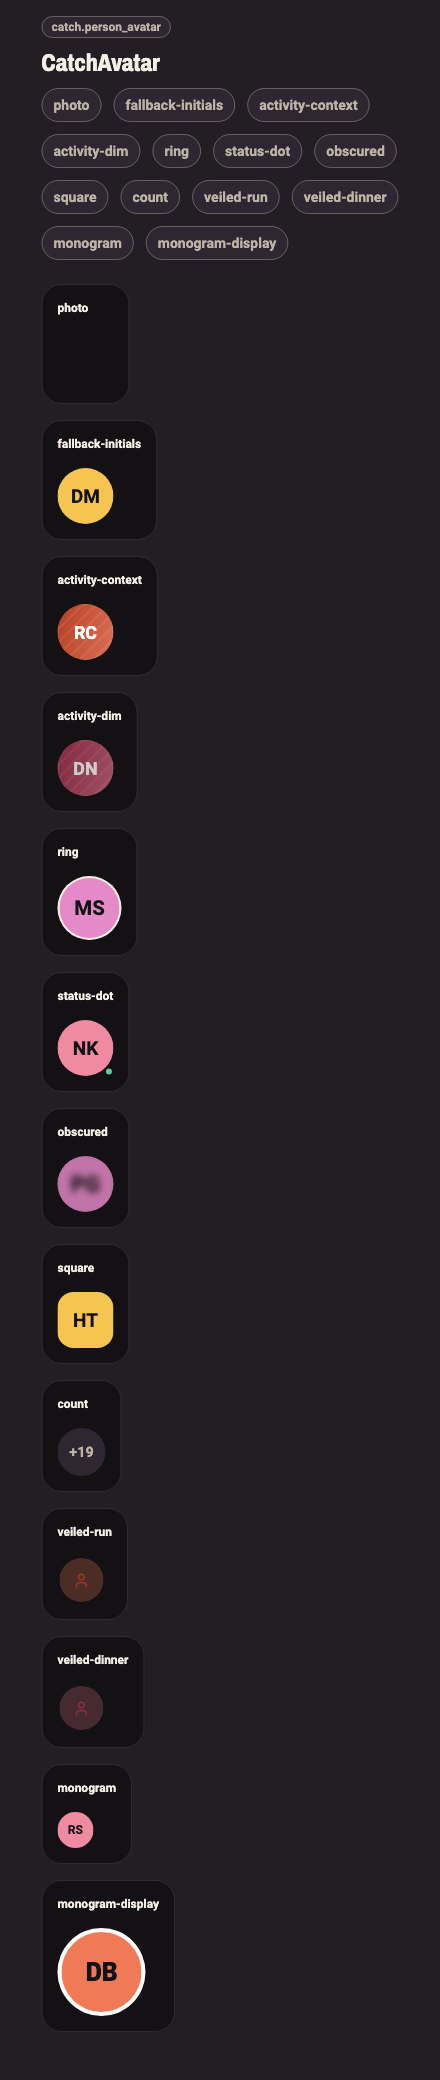 catch.person_avatar
CatchAvatar
photo fallback-initials activity-context
activity-dim ring status-dot obscured
square count veiled-run veiled-dinner
monogram monogram-display
photo
fallback-initials
DM
activity-context
RC
activity-dim
DN
ring
MS
status-dot
NK
obscured
PG
square
HT
count
+19
veiled-run
veiled-dinner
monogram
RS
monogram-display
DB